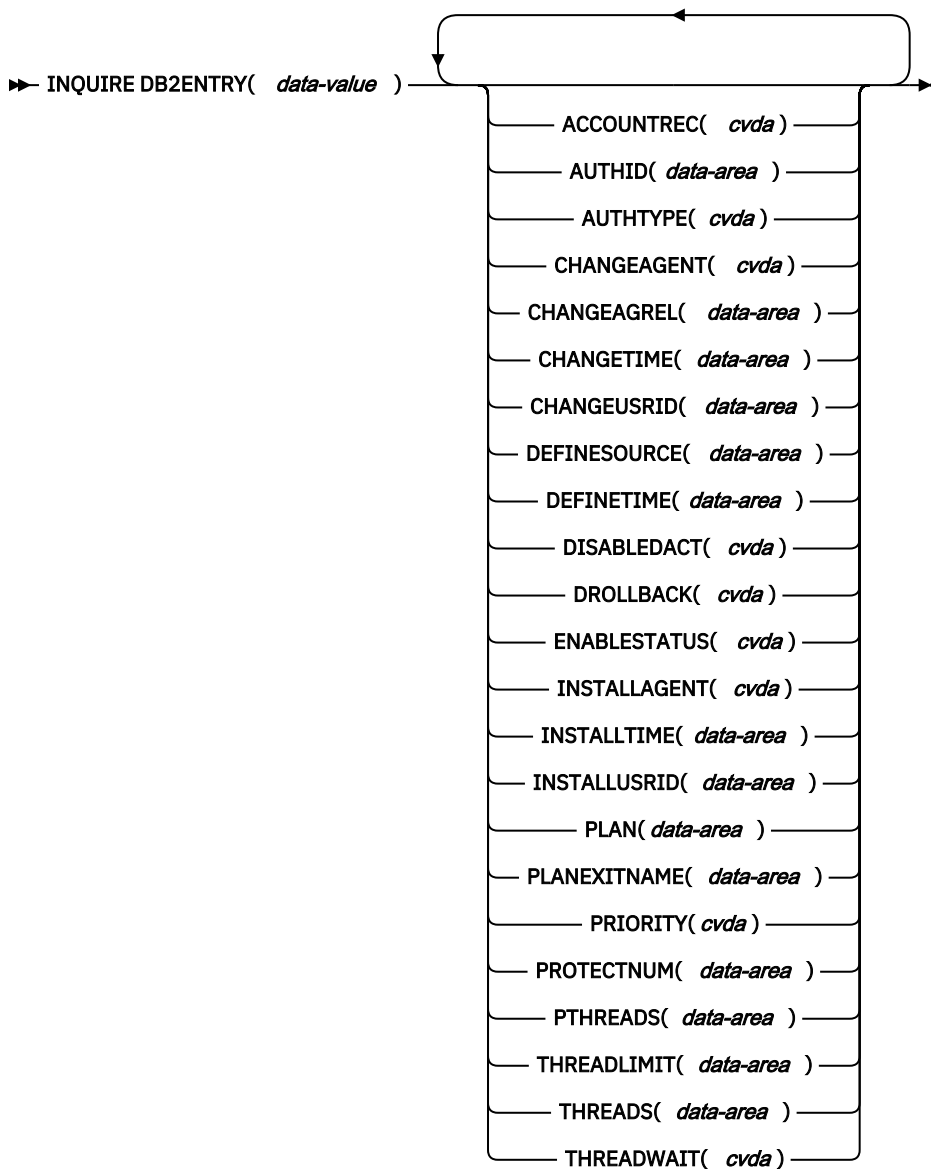 INQUIRE DB2ENTRY( data-value )
ACCOUNTREC( cvda )
AUTHID( data-area )
AUTHTYPE( cvda )
CHANGEAGENT( cvda )
CHANGEAGREL( data-area )
CHANGETIME( data-area )
CHANGEUSRID( data-area )
DEFINESOURCE( data-area )
DEFINETIME( data-area )
DISABLEDACT( cvda )
DROLLBACK( cvda )
ENABLESTATUS( cvda )
INSTALLAGENT( cvda )
INSTALLTIME( data-area )
INSTALLUSRID( data-area )
PLAN( data-area )
PLANEXITNAME( data-area )
PRIORITY( cvda )
PROTECTNUM( data-area )
PTHREADS( data-area )
THREADLIMIT( data-area )
THREADS( data-area )
THREADWAIT( cvda )